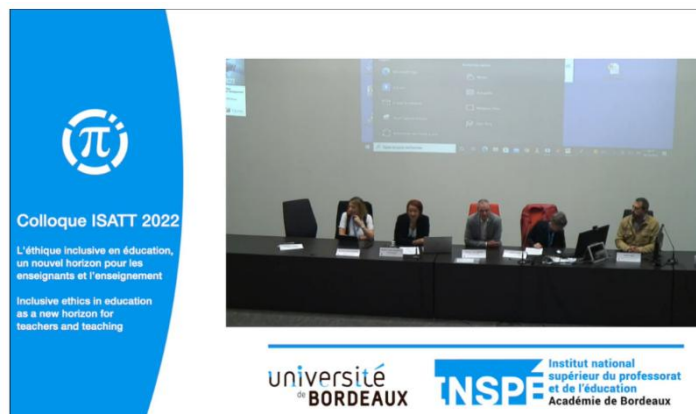 π
Colloque ISATT 2022
L'éthique inclusive en éducation,
un nouvel horizon pour les
enseignants et l'enseignement
Inclusive ethics in education
as a new horizon for
teachers and teaching
université
de BORDEAUX
INSPÉ
Institut national
supérieur du professorat
et de l'éducation
Académie de Bordeaux